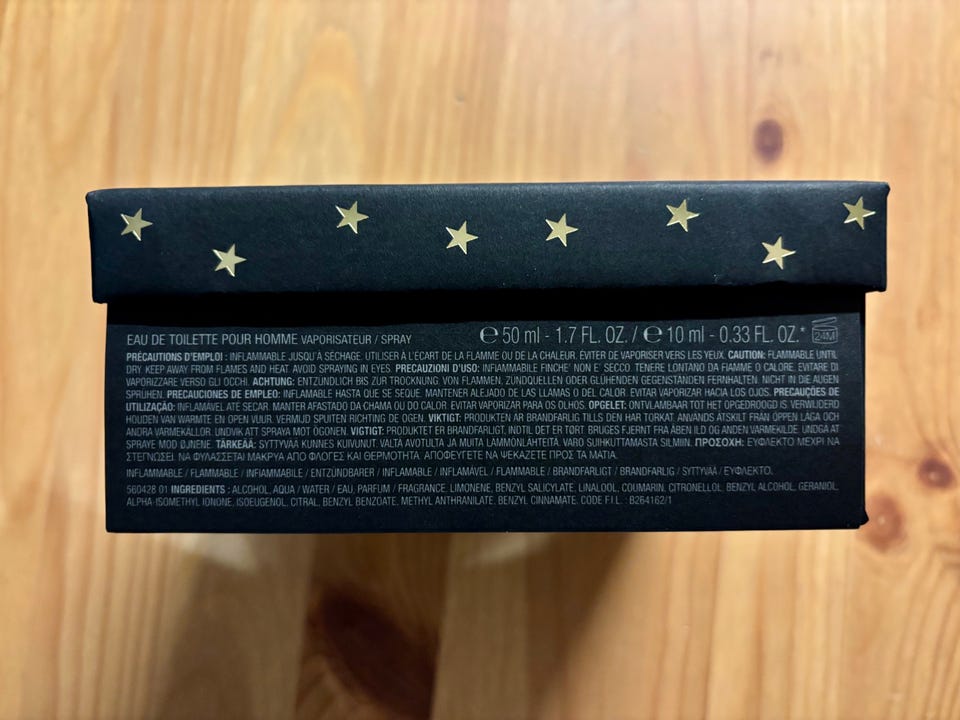 EAU DE TOILETTE POUR HOMME VAPORISATEUR / SPRAY
℮ 50 ml - 1.7 FL. OZ. / ℮ 10 ml - 0.33 FL. OZ.* 24M
PRÉCAUTIONS D'EMPLOI : INFLAMMABLE JUSQU'À SÉCHAGE. UTILISER À L'ÉCART DE LA FLAMME OU DE LA CHALEUR. ÉVITER DE VAPORISER VERS LES YEUX. CAUTION: FLAMMABLE UNTIL
DRY. KEEP AWAY FROM FLAMES AND HEAT. AVOID SPRAYING IN EYES. PRECAUZIONI D'USO: INFIAMMABILE FINCHE' NON E' SECCO. TENERE LONTANO DA FIAMME O CALORE. EVITARE DI
VAPORIZZARE VERSO GLI OCCHI. ACHTUNG: ENTZÜNDLICH BIS ZUR TROCKNUNG. VON FLAMMEN, ZÜNDQUELLEN ODER GLÜHENDEN GEGENSTÄNDEN FERNHALTEN. NICHT IN DIE AUGEN
SPRÜHEN. PRECAUCIONES DE EMPLEO: INFLAMABLE HASTA QUE SE SEQUE. MANTENER ALEJADO DE LAS LLAMAS O DEL CALOR. EVITAR VAPORIZAR HACIA LOS OJOS. PRECAUÇÕES DE
UTILIZAÇÃO: INFLAMÁVEL ATÉ SECAR. MANTER AFASTADO DA CHAMA OU DO CALOR. EVITAR VAPORIZAR PARA OS OLHOS. OPGELET: ONTVLAMBAAR TOT HET OPGEDROOGD IS. VERWIJDERD
HOUDEN VAN WARMTE EN OPEN VUUR. VERMIJD SPUITEN RICHTING DE OGEN. VIKTIGT: PRODUKTEN ÄR BRANDFARLIG TILLS DEN HAR TORKAT. ANVÄNDS ÅTSKILT FRÅN ÖPPEN LÅGA OCH
ANDRA VÄRMEKÄLLOR. UNDVIK ATT SPRAYA MOT ÖGONEN. VIGTIGT: PRODUKTET ER BRANDFARLIGT, INDTIL DET ER TØRT. BRUGES FJERNT FRA ÅBEN ILD OG ANDEN VARMEKILDE. UNDGÅ AT
SPRAYE MOD ØJNENE. TÄRKEÄÄ: SYTTYVÄÄ KUNNES KUIVUNUT. VÄLTÄ AVOTULTA JA MUITA LÄMMÖNLÄHTEITÄ. VARO SUIHKUTTAMASTA SILMIIN. ΠΡΟΣΟΧΗ: ΕΥΦΛΕΚΤΟ ΜΕΧΡΙ ΝΑ
ΣΤΕΓΝΩΣΕΙ. ΝΑ ΦΥΛΑΣΣΕΤΑΙ ΜΑΚΡΥΑ ΑΠΟ ΦΛΟΓΕΣ ΚΑΙ ΘΕΡΜΟΤΗΤΑ. ΑΠΟΦΕΥΓΕΤΕ ΝΑ ΨΕΚΑΖΕΤΕ ΠΡΟΣ ΤΑ ΜΑΤΙΑ.
INFLAMMABLE / FLAMMABLE / INFIAMMABILE / ENTZÜNDBARER / INFLAMABLE / INFLAMÁVEL / FLAMMABLE / BRANDFARLIGT / BRANDFARLIG / SYTTYVÄÄ / ΕΥΦΛΕΚΤΟ.
560428 01 INGREDIENTS : ALCOHOL, AQUA / WATER / EAU, PARFUM / FRAGRANCE, LIMONENE, BENZYL SALICYLATE, LINALOOL, COUMARIN, CITRONELLOL, BENZYL ALCOHOL, GERANIOL,
ALPHA-ISOMETHYL IONONE, ISOEUGENOL, CITRAL, BENZYL BENZOATE, METHYL ANTHRANILATE, BENZYL CINNAMATE. CODE F.I.L. : B264162/1